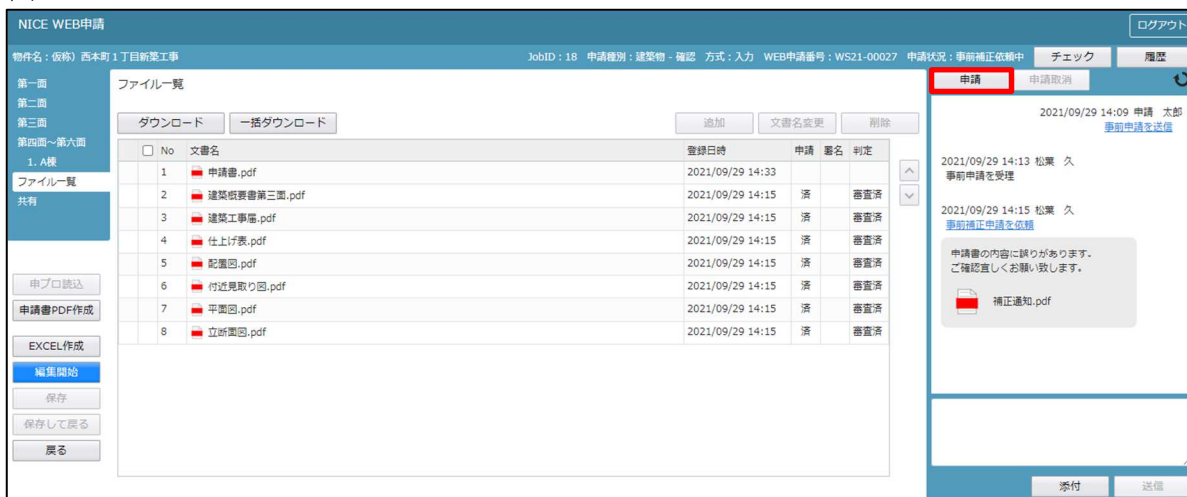 NICE WEB申請
ログアウト
物件名：仮称）西本町１丁目新築工事
JobID：18 申請種別：建築物 - 確認 方式：入力 WEB申請番号：WS21-00027 申請状況：事前補正依頼中
チェック
履歴
第一面
第二面
第三面
第四面～第六面
1. A棟
ファイル一覧
共有
申プロ読込
申請書PDF作成
EXCEL作成
編集開始
保存
保存して戻る
戻る
ファイル一覧
ダウンロード 一括ダウンロード 追加 文書名変更 削除
No 文書名 登録日時 申請 署名 判定
1 申請書.pdf 2021/09/29 14:33
2 建築概要書第三面.pdf 2021/09/29 14:15 済 審査済
3 建築工事届.pdf 2021/09/29 14:15 済 審査済
4 仕上げ表.pdf 2021/09/29 14:15 済 審査済
5 配置図.pdf 2021/09/29 14:15 済 審査済
6 付近見取り図.pdf 2021/09/29 14:15 済 審査済
7 平面図.pdf 2021/09/29 14:15 済 審査済
8 立断面図.pdf 2021/09/29 14:15 済 審査済
申請 申請取消
2021/09/29 14:09 申請 太郎
事前申請を送信
2021/09/29 14:13 松葉 久
事前申請を受理
2021/09/29 14:15 松葉 久
事前補正申請を依頼
申請書の内容に誤りがあります。
ご確認宜しくお願い致します。
補正通知.pdf
添付 送信